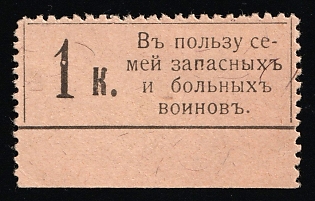 1 к.
Въ пользу се-
мей запасныхъ
и больныхъ
воиновъ.